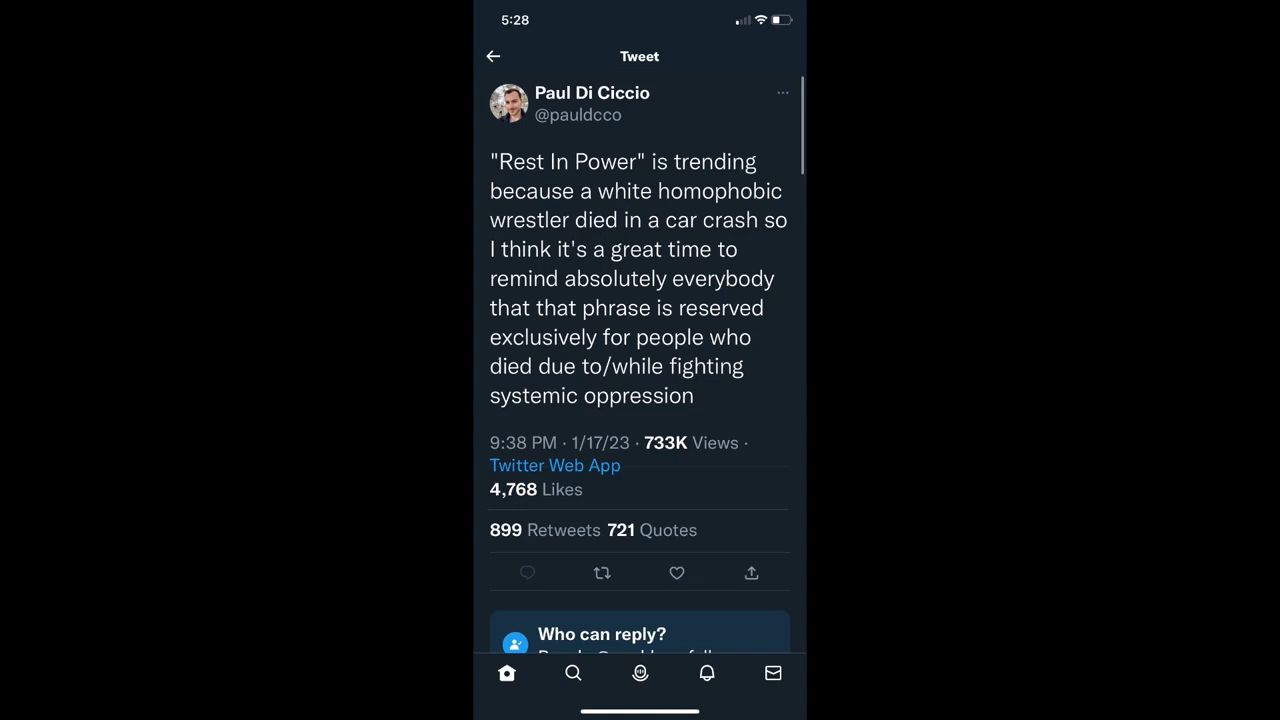 5:28
Tweet
Paul Di Ciccio
@pauldcco
"Rest In Power" is trending
because a white homophobic
wrestler died in a car crash so
I think it's a great time to
remind absolutely everybody
that that phrase is reserved
exclusively for people who
died due to/while fighting
systemic oppression
9:38 PM · 1/17/23 · 733K Views ·
Twitter Web App
4,768 Likes
899 Retweets 721 Quotes
Who can reply?